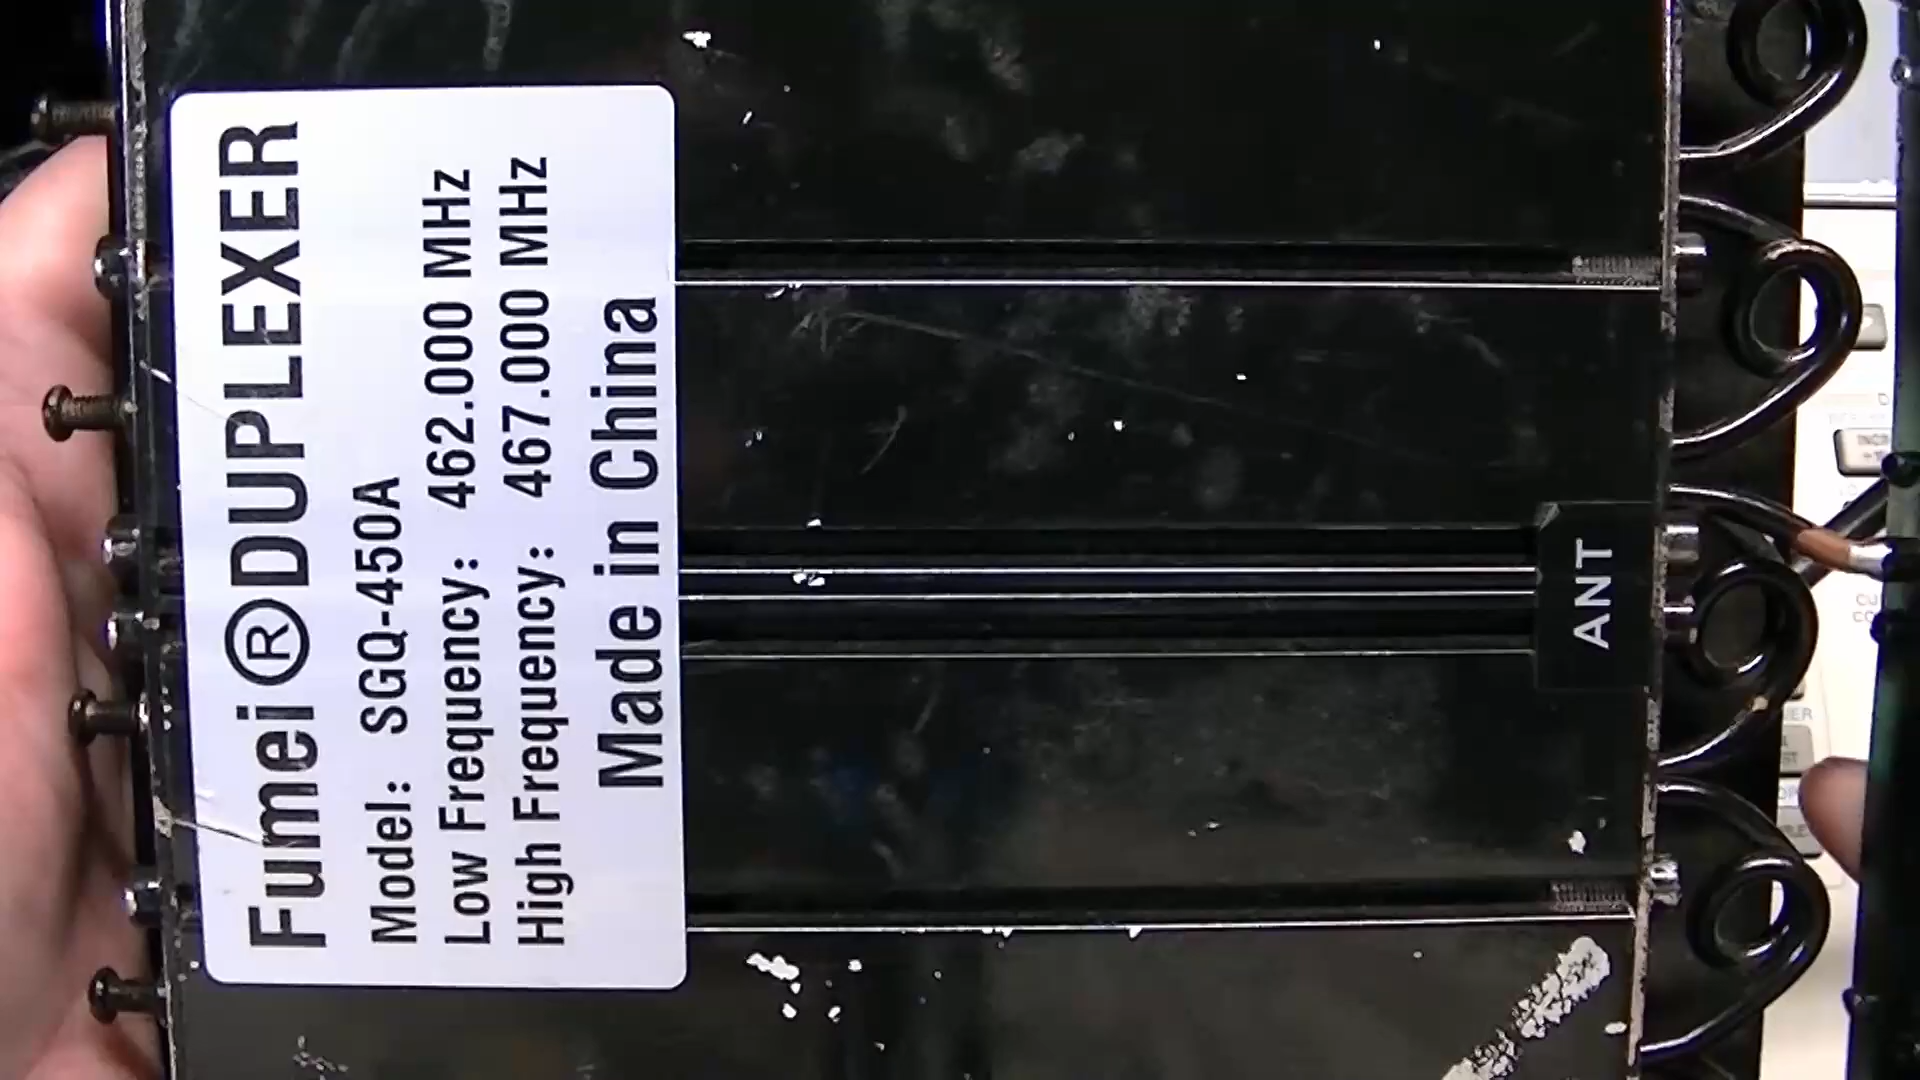 Fumei®DUPLEXER
Model: SGQ-450A
Low Frequency: 462.000 MHz
High Frequency: 467.000 MHz
Made in China
ANT